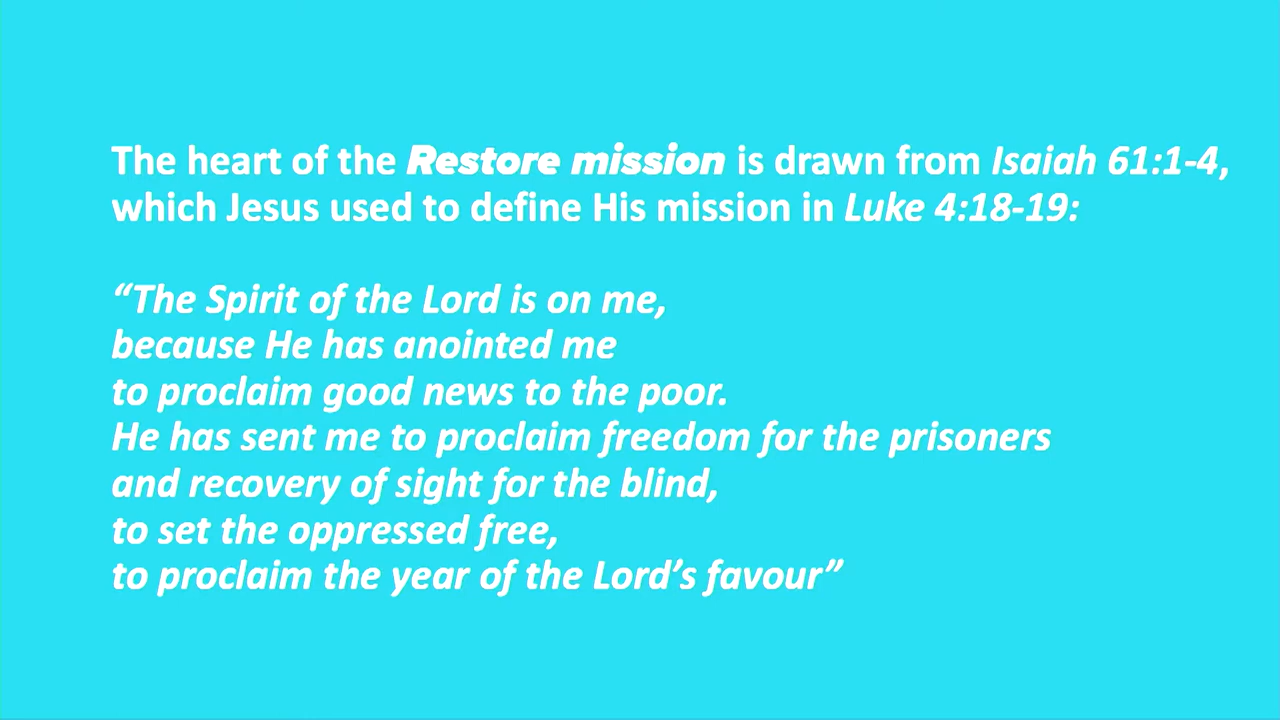 The heart of the Restore mission is drawn from Isaiah 61:1-4,
which Jesus used to define His mission in Luke 4:18-19:
“The Spirit of the Lord is on me,
because He has anointed me
to proclaim good news to the poor.
He has sent me to proclaim freedom for the prisoners
and recovery of sight for the blind,
to set the oppressed free,
to proclaim the year of the Lord’s favour”